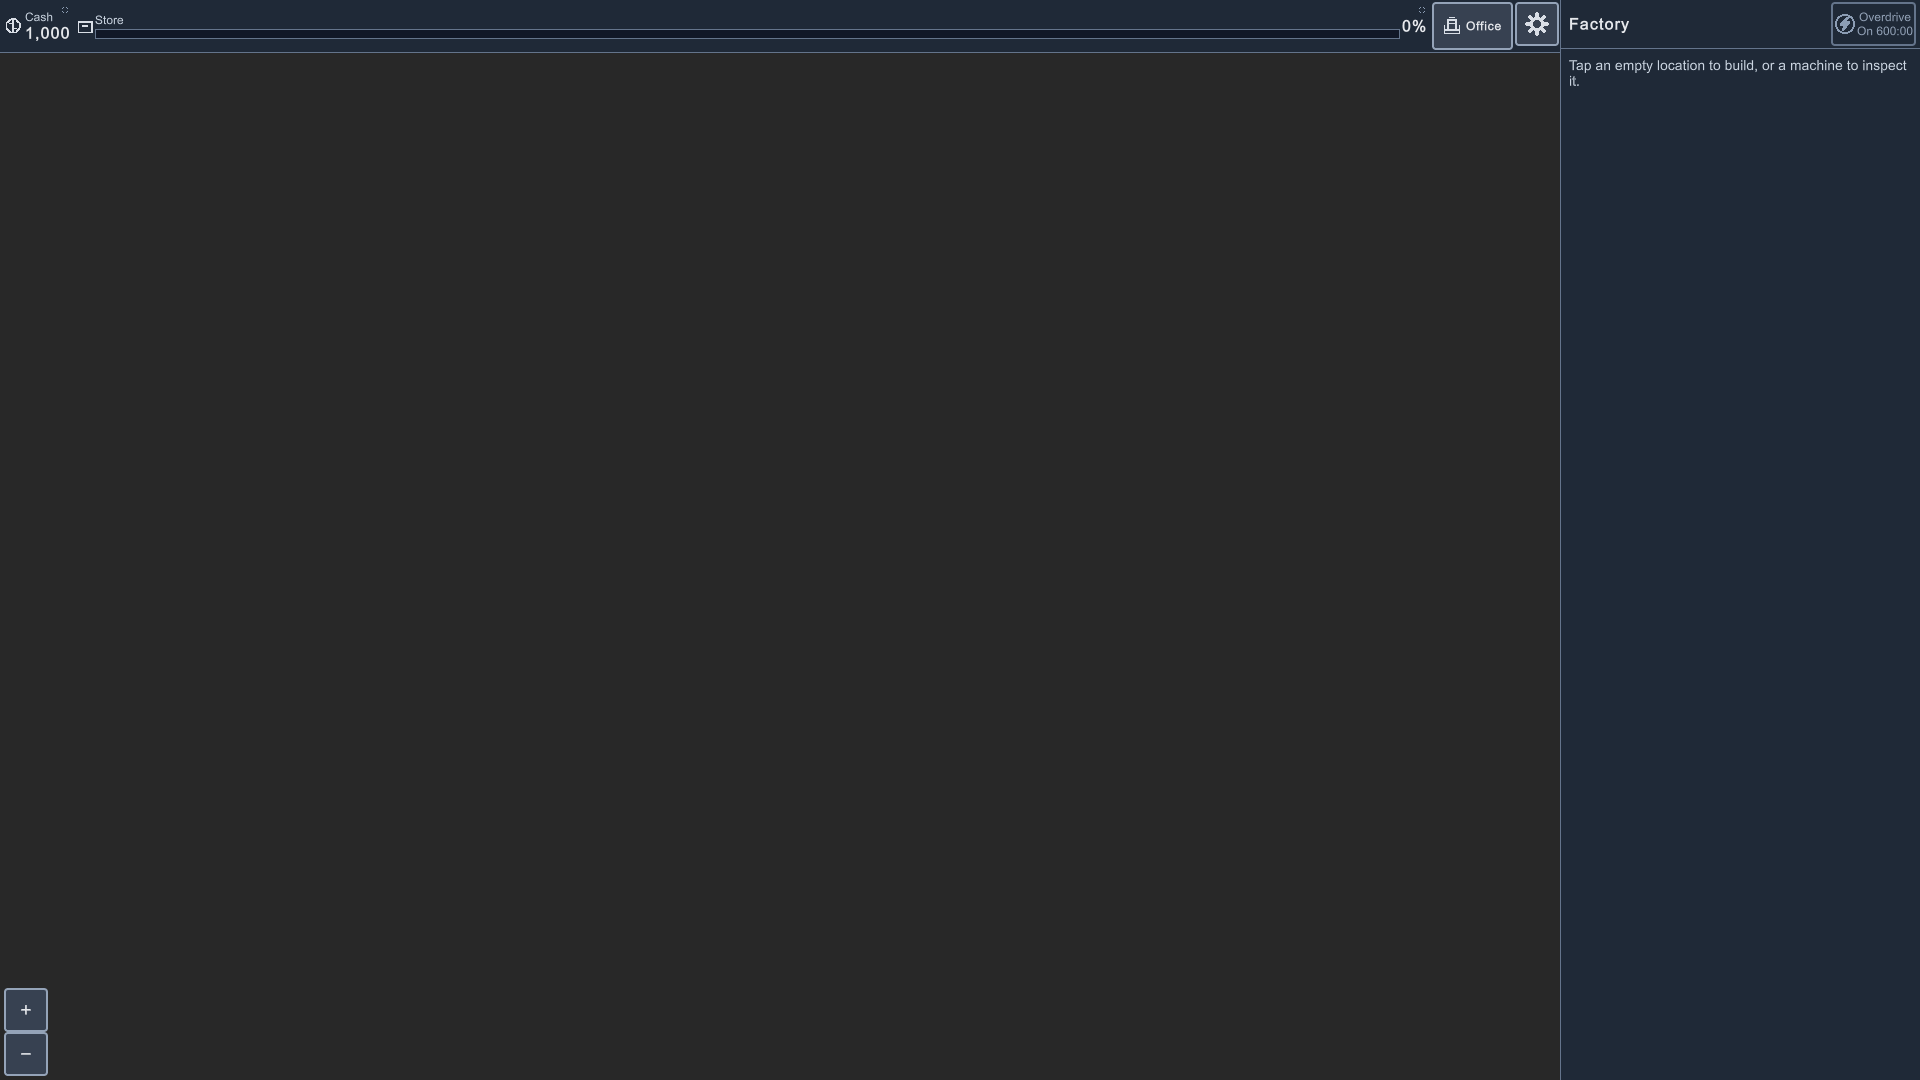 Cash
1,000
Store
0%
Office
Factory
Overdrive
On 600:00
Tap an empty location to build, or a machine to inspect
it.
+
−